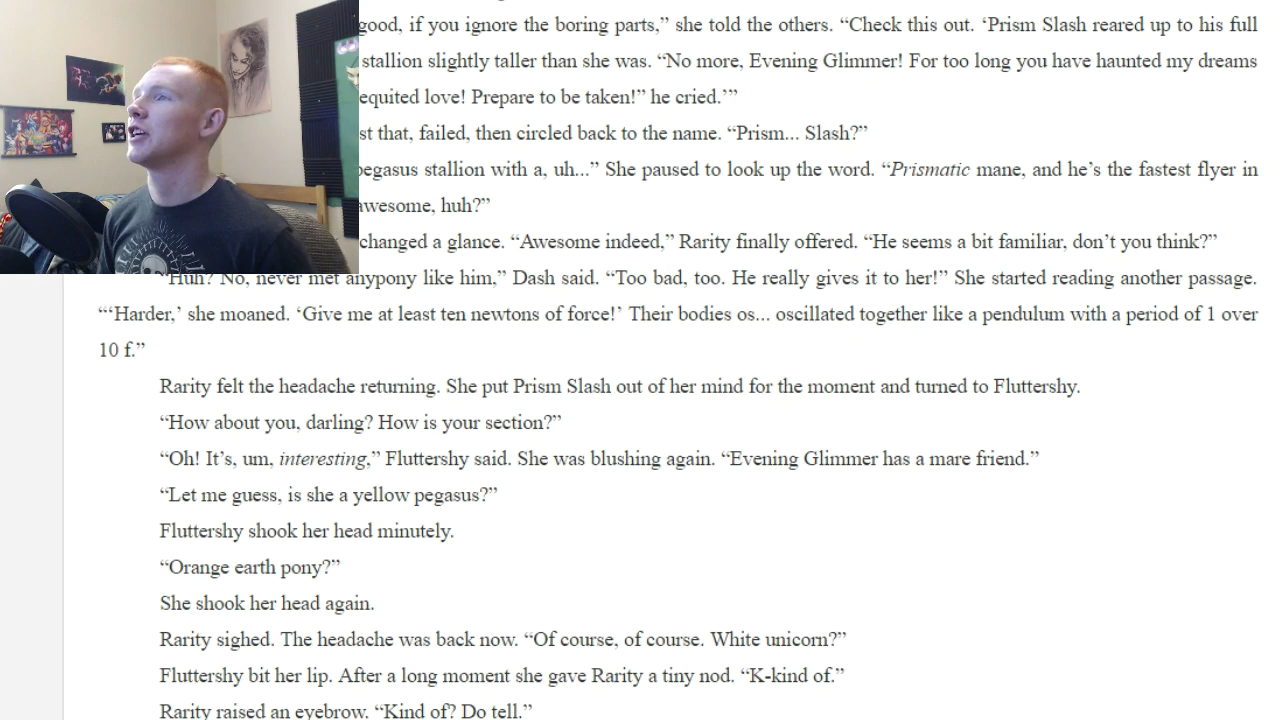 good, if you ignore the boring parts,” she told the others. “Check this out. ‘Prism Slash reared up to his full
stallion slightly taller than she was. “No more, Evening Glimmer! For too long you have haunted my dreams
equited love! Prepare to be taken!” he cried.’”
st that, failed, then circled back to the name. “Prism... Slash?”
pegasus stallion with a, uh...” She paused to look up the word. “Prismatic mane, and he’s the fastest flyer in
awesome, huh?”
changed a glance. “Awesome indeed,” Rarity finally offered. “He seems a bit familiar, don’t you think?”
“Huh? No, never met anypony like him,” Dash said. “Too bad, too. He really gives it to her!” She started reading another passage.
“‘Harder,’ she moaned. ‘Give me at least ten newtons of force!’ Their bodies os... oscillated together like a pendulum with a period of 1 over
10 f.”
Rarity felt the headache returning. She put Prism Slash out of her mind for the moment and turned to Fluttershy.
“How about you, darling? How is your section?”
“Oh! It’s, um, interesting,” Fluttershy said. She was blushing again. “Evening Glimmer has a mare friend.”
“Let me guess, is she a yellow pegasus?”
Fluttershy shook her head minutely.
“Orange earth pony?”
She shook her head again.
Rarity sighed. The headache was back now. “Of course, of course. White unicorn?”
Fluttershy bit her lip. After a long moment she gave Rarity a tiny nod. “K-kind of.”
Rarity raised an eyebrow. “Kind of? Do tell.”